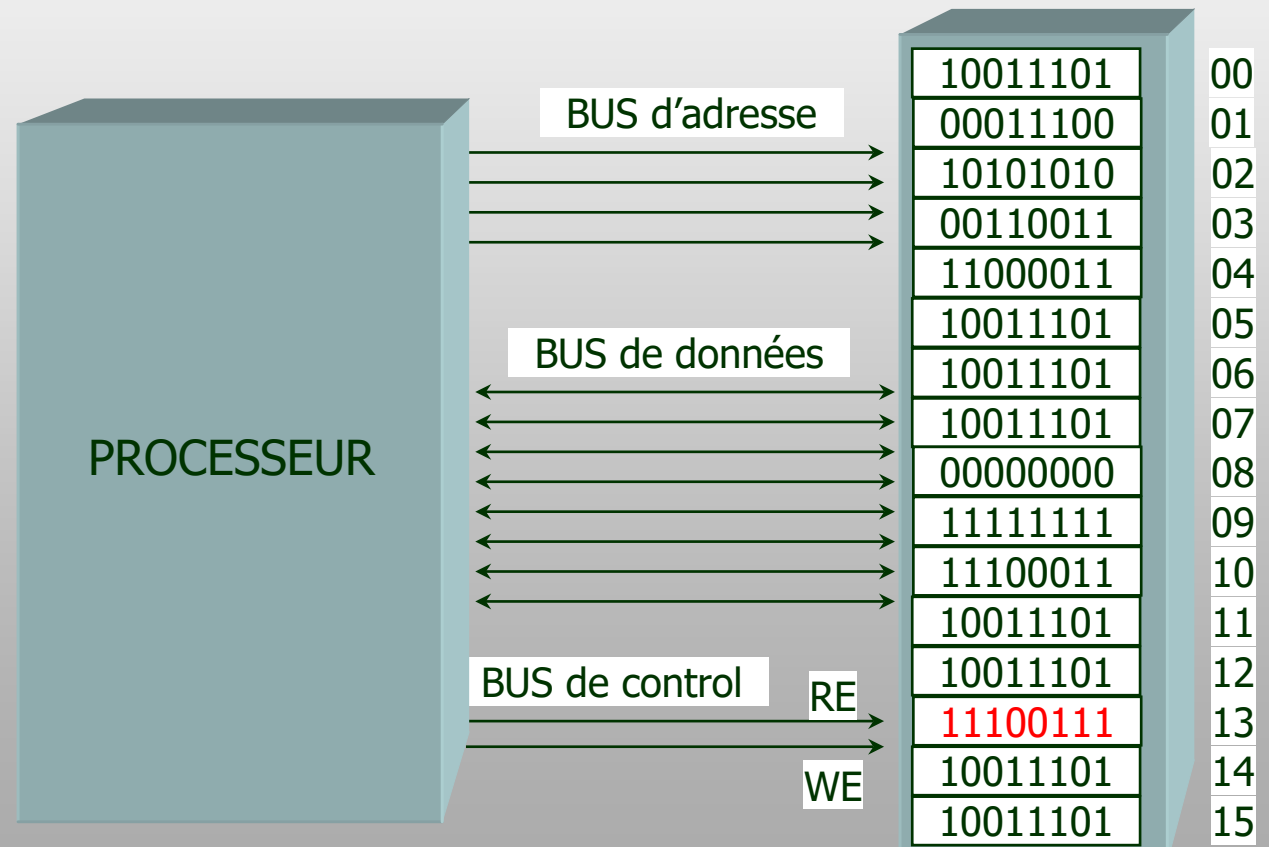 10011101 00
BUS d'adresse
00011100 01
10101010 02
00110011 03
11000011 04
10011101 05
BUS de données
10011101 06
10011101 07
PROCESSEUR
00000000 08
11111111 09
11100011 10
10011101 11
10011101 12
BUS de control
RE
11100111 13
10011101 14
WE
10011101 15